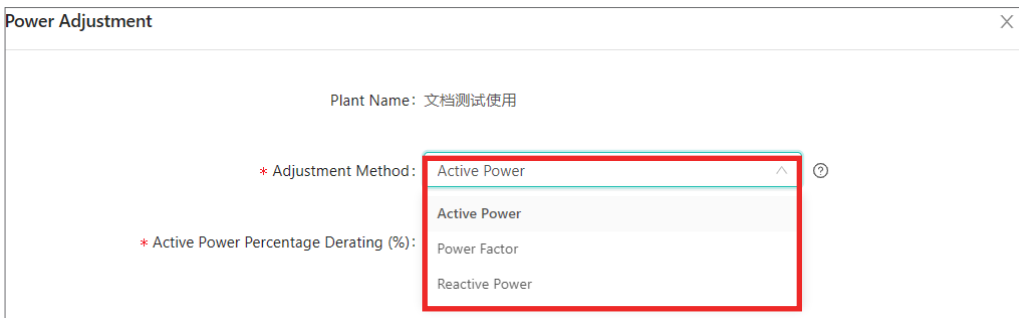 Power Adjustment
Plant Name: 文档测试使用
* Adjustment Method: Active Power
Active Power
* Active Power Percentage Derating (%):
Power Factor
Reactive Power